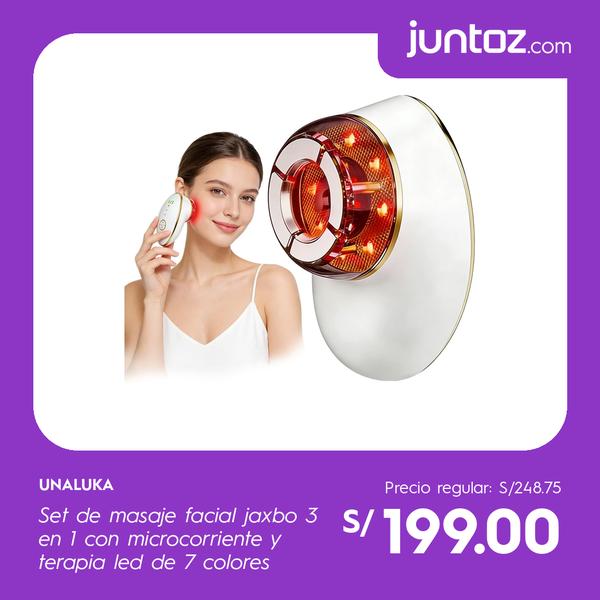 juntoz.com
UNALUKA
Set de masaje facial jaxbo 3
en 1 con microcorriente y
terapia led de 7 colores
Precio regular: S/248.75
S/199.00